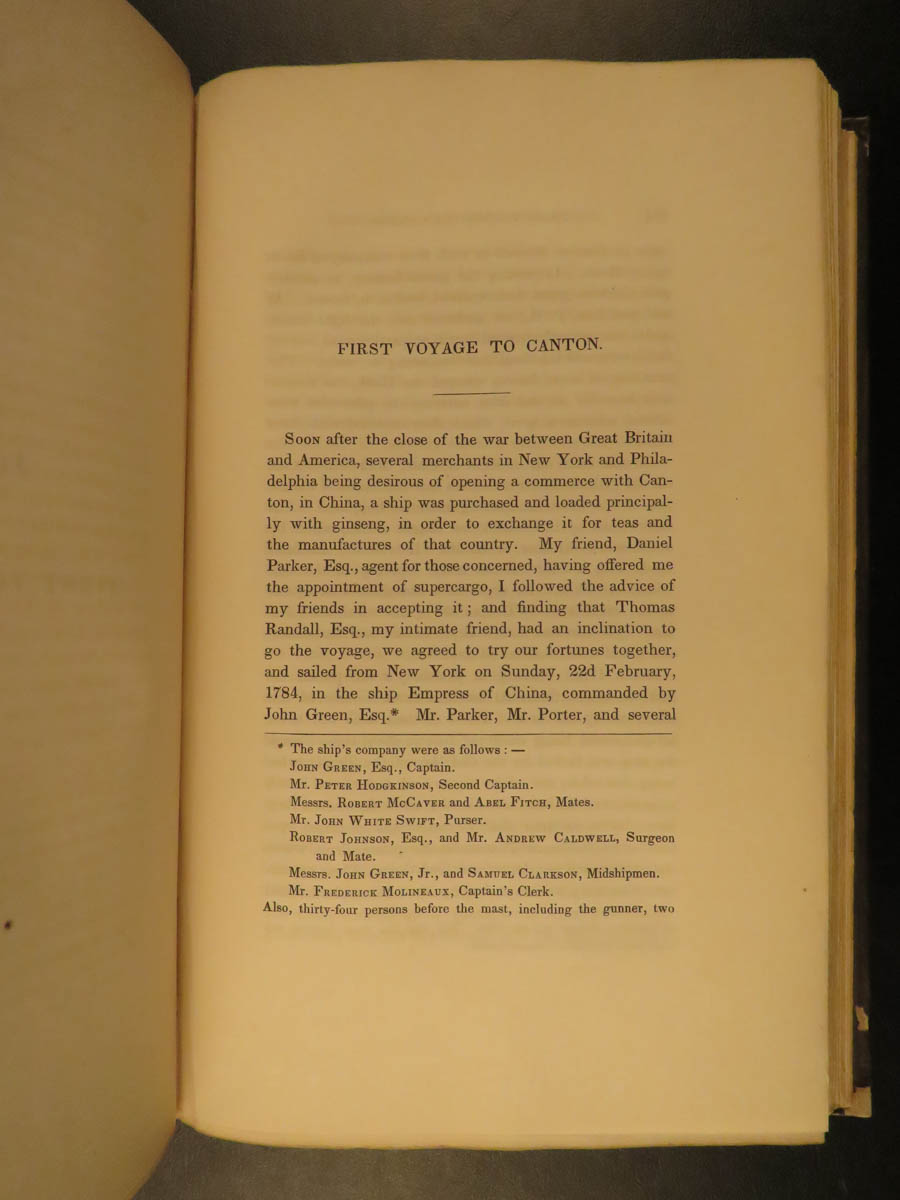 FIRST VOYAGE TO CANTON.
Soon after the close of the war between Great Britain
and America, several merchants in New York and Phila-
delphia being desirous of opening a commerce with Can-
ton, in China, a ship was purchased and loaded principal-
ly with ginseng, in order to exchange it for teas and
the manufactures of that country. My friend, Daniel
Parker, Esq., agent for those concerned, having offered me
the appointment of supercargo, I followed the advice of
my friends in accepting it; and finding that Thomas
Randall, Esq., my intimate friend, had an inclination to
go the voyage, we agreed to try our fortunes together,
and sailed from New York on Sunday, 22d February,
1784, in the ship Empress of China, commanded by
John Green, Esq.* Mr. Parker, Mr. Porter, and several
* The ship's company were as follows: —
John Green, Esq., Captain.
Mr. Peter Hodgkinson, Second Captain.
Messrs. Robert McCaver and Abel Fitch, Mates.
Mr. John White Swift, Purser.
Robert Johnson, Esq., and Mr. Andrew Caldwell, Surgeon
and Mate.
Messrs. John Green, Jr., and Samuel Clarkson, Midshipmen.
Mr. Frederick Molineaux, Captain's Clerk.
Also, thirty-four persons before the mast, including the gunner, two